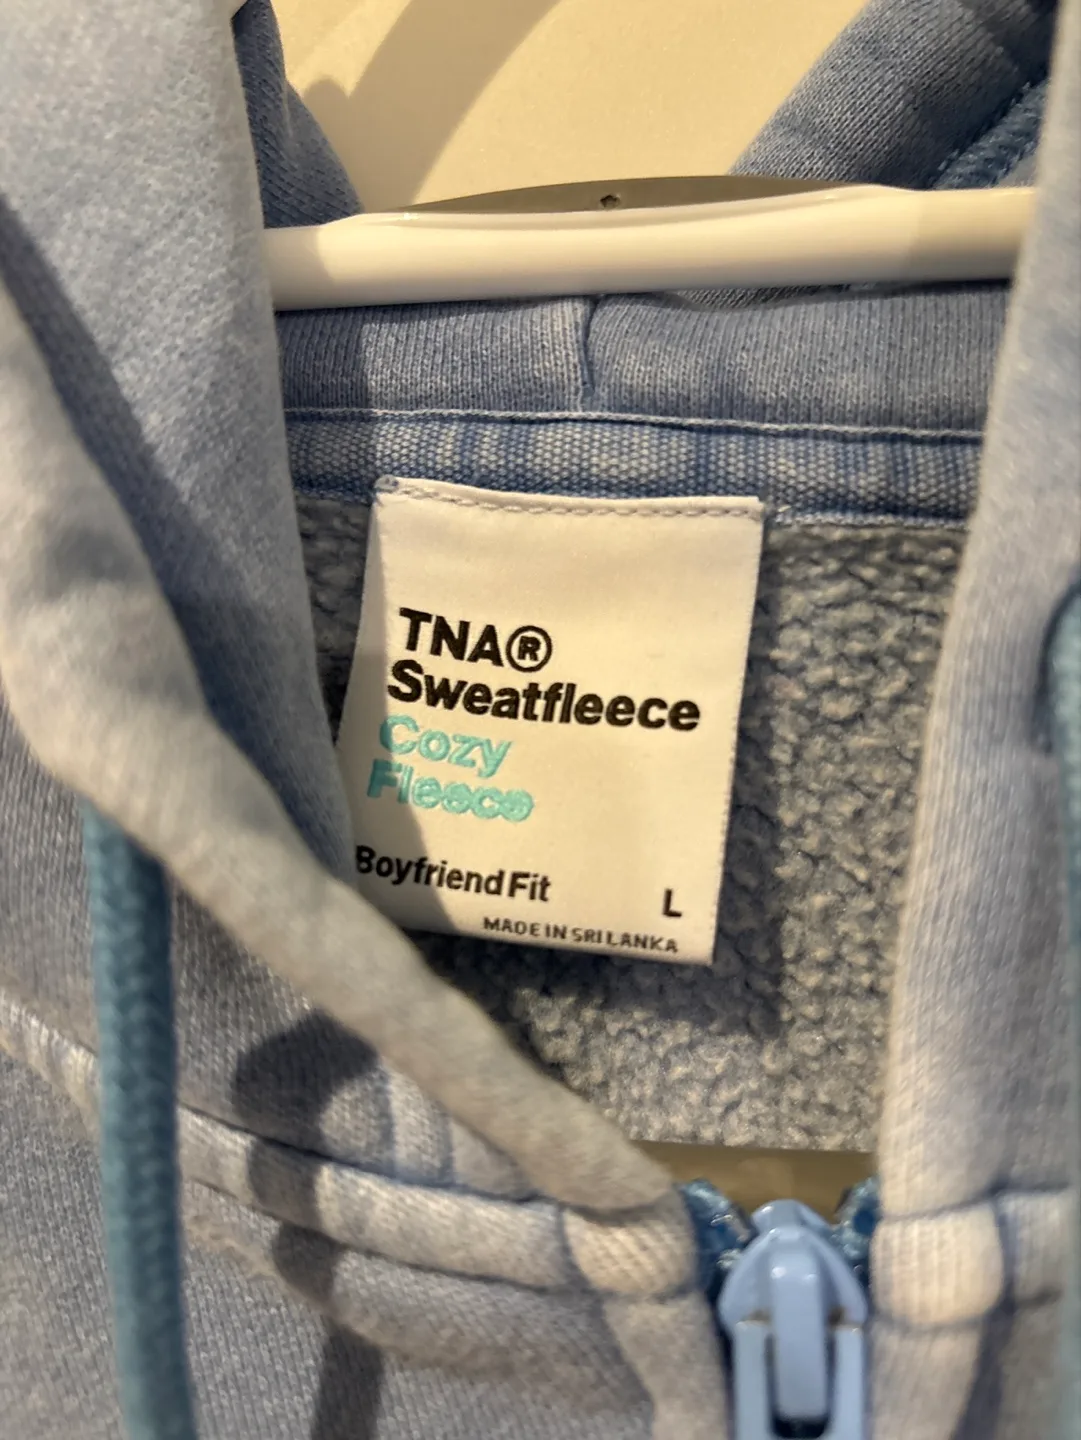 TNA®
Sweatfleece
Cozy
Fleece
Boyfriend Fit
L
MADE IN SRI LANKA